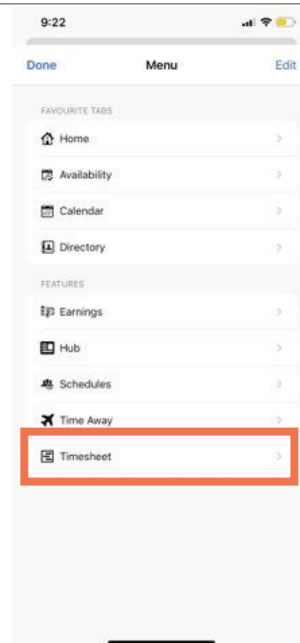 9:22
Done Menu Edit
FAVOURITE TABS
Home
Availability
Calendar
Directory
FEATURES
Earnings
Hub
Schedules
Time Away
Timesheet